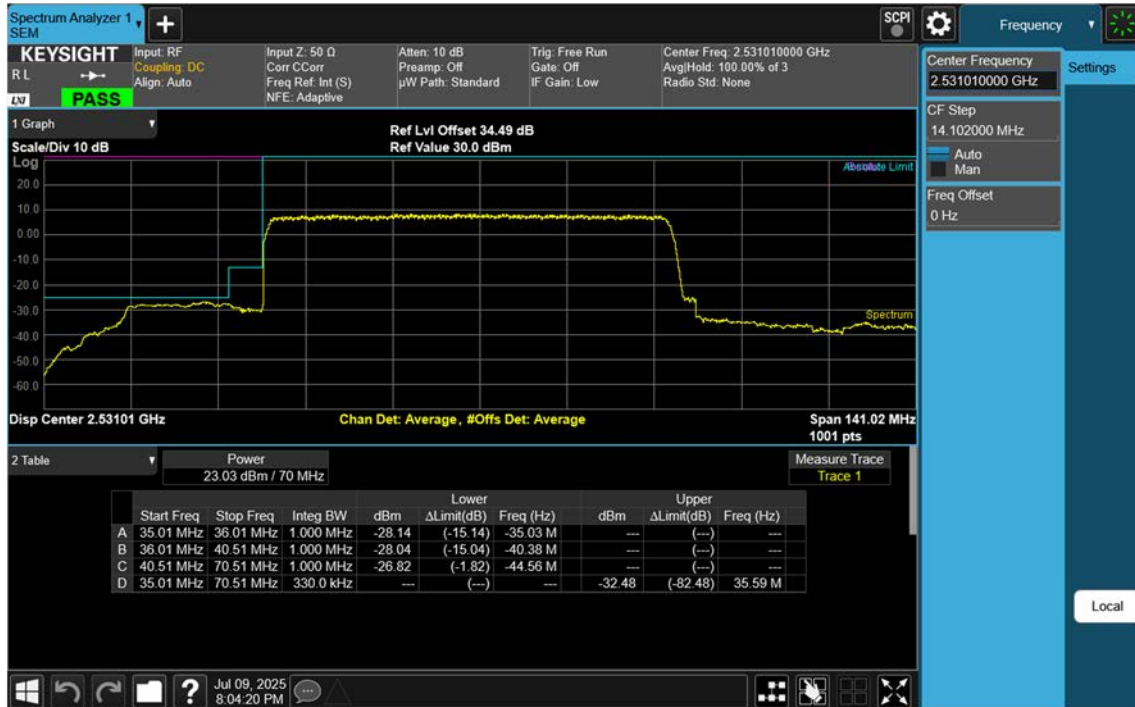 Spectrum Analyzer 1
SEM
+
SCPI
Frequency
KEYSIGHT
R L
LXI
PASS
Input: RF
Coupling: DC
Align: Auto
Input Z: 50 Ω
Corr CCorr
Freq Ref: Int (S)
NFE: Adaptive
Atten: 10 dB
Preamp: Off
µW Path: Standard
Trig: Free Run
Gate: Off
IF Gain: Low
Center Freq: 2.531010000 GHz
Avg|Hold: 100.00% of 3
Radio Std: None
Center Frequency
2.531010000 GHz
Settings
CF Step
14.102000 MHz
Auto
Man
Freq Offset
0 Hz
1 Graph
Scale/Div 10 dB
Ref Lvl Offset 34.49 dB
Ref Value 30.0 dBm
Log
Absolute Limit
20.0
10.0
0.00
-10.0
-20.0
-30.0
Spectrum
-40.0
-50.0
-60.0
Disp Center 2.53101 GHz
Chan Det: Average, #Offs Det: Average
Span 141.02 MHz
1001 pts
2 Table
Power
23.03 dBm / 70 MHz
Measure Trace
Trace 1
Lower Upper
Start Freq Stop Freq Integ BW dBm ΔLimit(dB) Freq (Hz) dBm ΔLimit(dB) Freq (Hz)
A 35.01 MHz 36.01 MHz 1.000 MHz -28.14 (-15.14) -35.03 M --- (---) ---
B 36.01 MHz 40.51 MHz 1.000 MHz -28.04 (-15.04) -40.38 M --- (---) ---
C 40.51 MHz 70.51 MHz 1.000 MHz -26.82 (-1.82) -44.56 M --- (---) ---
D 35.01 MHz 70.51 MHz 330.0 kHz --- (---) --- -32.48 (-82.48) 35.59 M
Local
?
Jul 09, 2025
8:04:20 PM